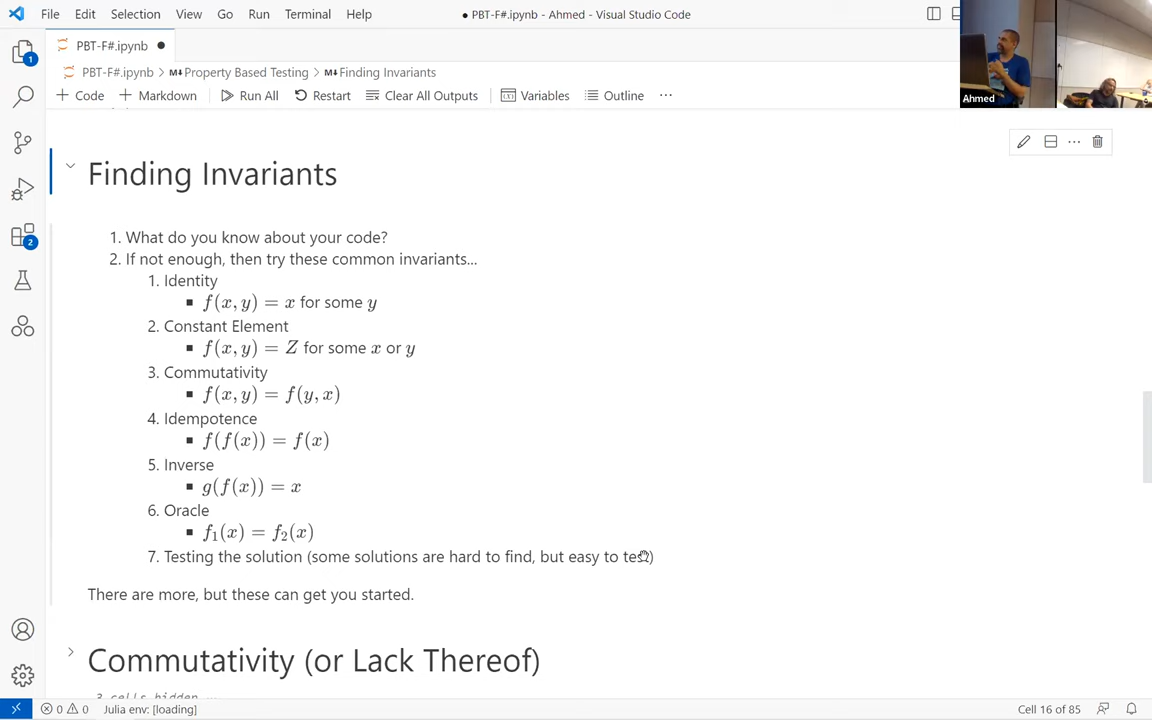 File Edit Selection View Go Run Terminal Help
● PBT-F#.ipynb - Ahmed - Visual Studio Code
PBT-F#.ipynb ●
PBT-F#.ipynb > M↓ Property Based Testing > M↓ Finding Invariants
+ Code + Markdown Run All Restart Clear All Outputs Variables Outline ...
Ahmed
Finding Invariants
1. What do you know about your code?
2. If not enough, then try these common invariants...
1. Identity
▪ f(x, y) = x for some y
2. Constant Element
▪ f(x, y) = Z for some x or y
3. Commutativity
▪ f(x, y) = f(y, x)
4. Idempotence
▪ f(f(x)) = f(x)
5. Inverse
▪ g(f(x)) = x
6. Oracle
▪ f₁(x) = f₂(x)
7. Testing the solution (some solutions are hard to find, but easy to test)
There are more, but these can get you started.
Commutativity (or Lack Thereof)
3 cells hidden ...
1
2
0 0 Julia env: [loading]
Cell 16 of 85